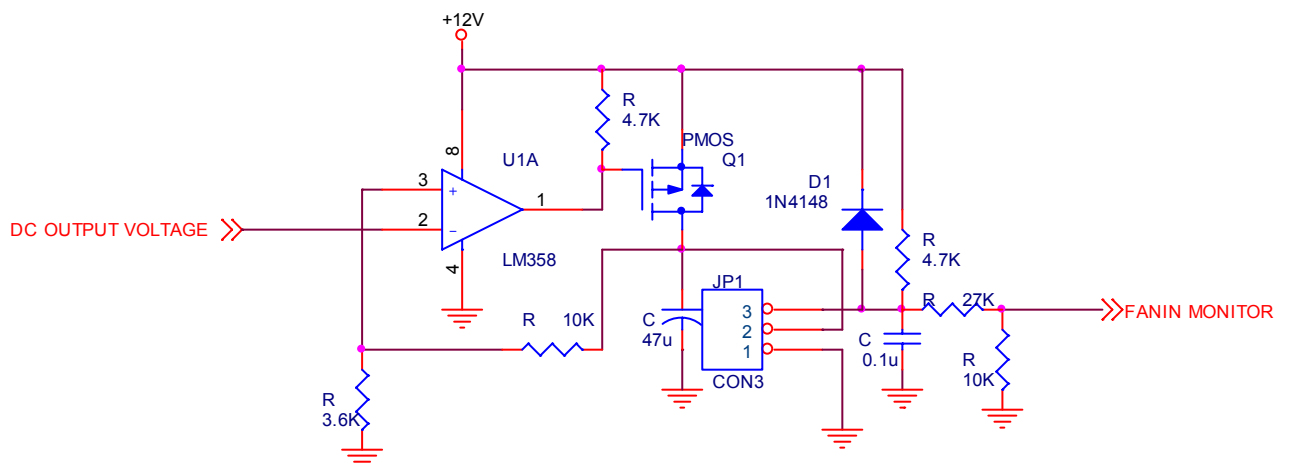 +12V
R
4.7K
PMOS
Q1
8
U1A
3
+
1
2
-
4
LM358
DC OUTPUT VOLTAGE
D1
1N4148
R
4.7K
JP1
R 27K
3
2
1
FANIN MONITOR
R 10K
C
47u
CON3
C
0.1u
R
10K
R
3.6K